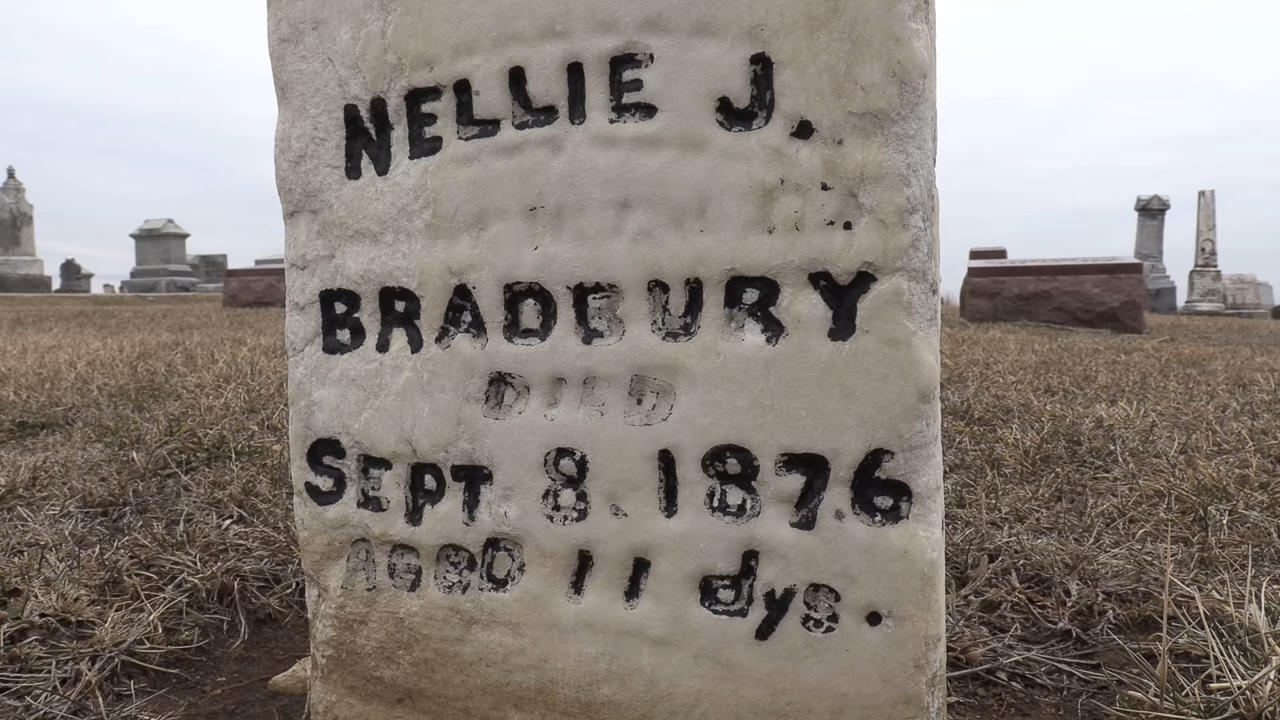 NELLIE J.
BRADBURY
DIED
SEPT 8. 1876
AGED 11 dys.